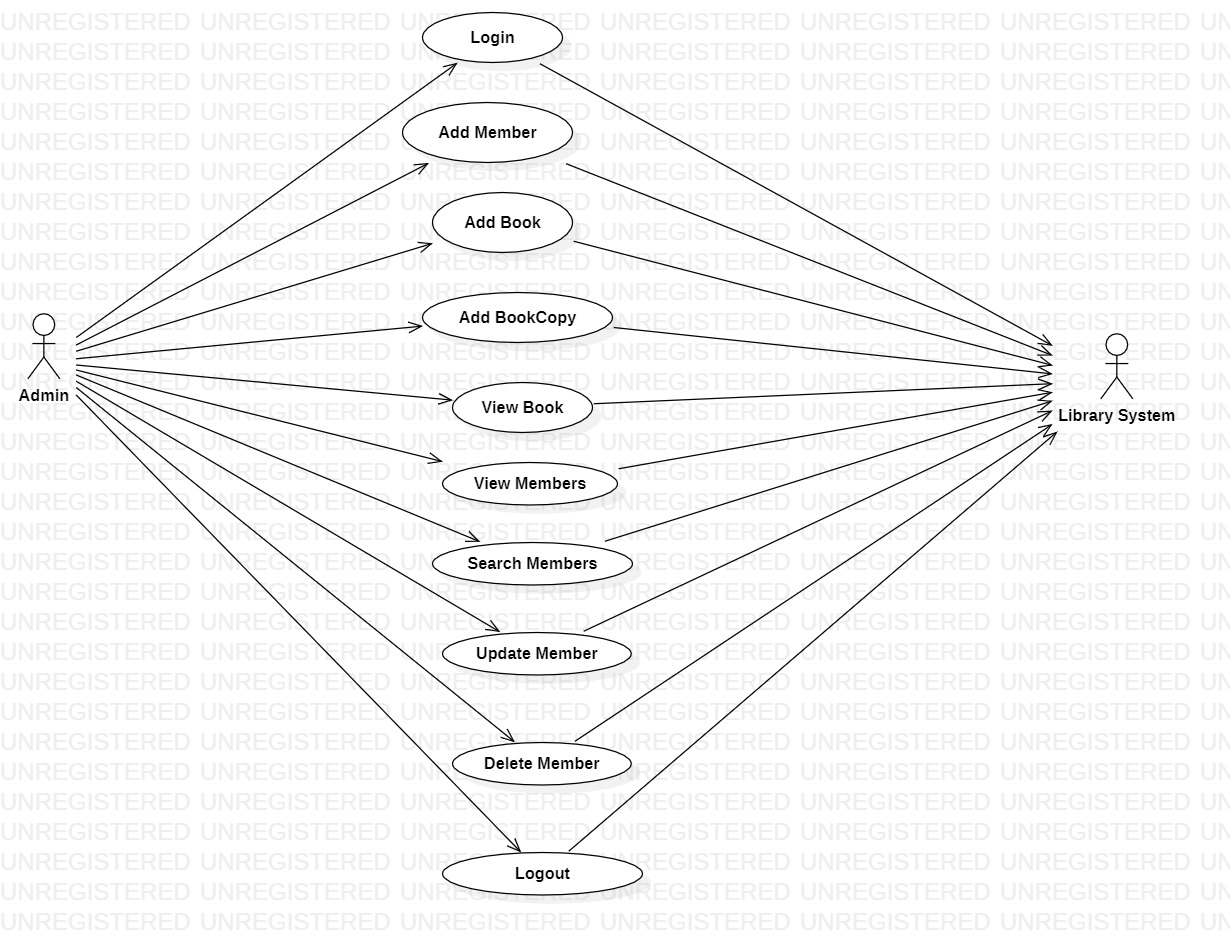 Login
Add Member
Add Book
Add BookCopy
Admin
Library System
View Book
View Members
Search Members
Update Member
Delete Member
Logout
UNREGISTERED